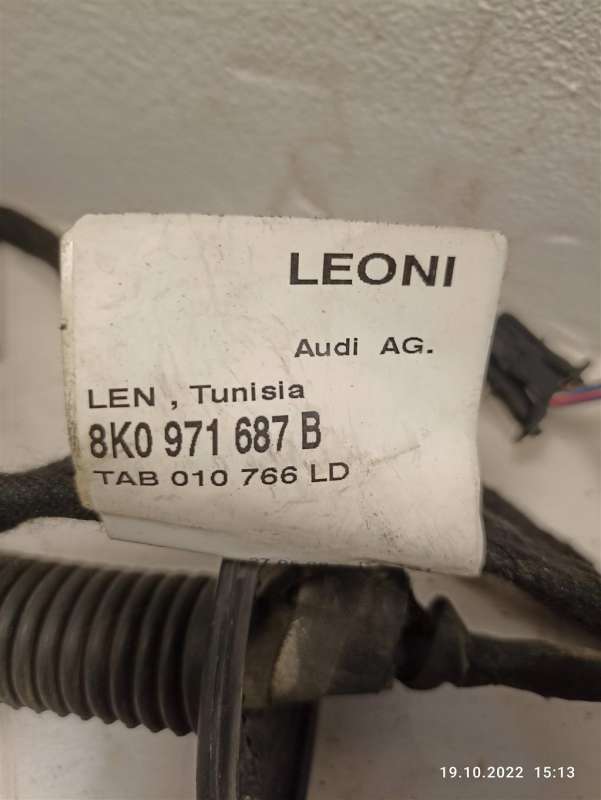 LEONI
Audi AG.
LEN , Tunisia
8K0 971 687 B
TAB 010 766 LD
19.10.2022 15:13